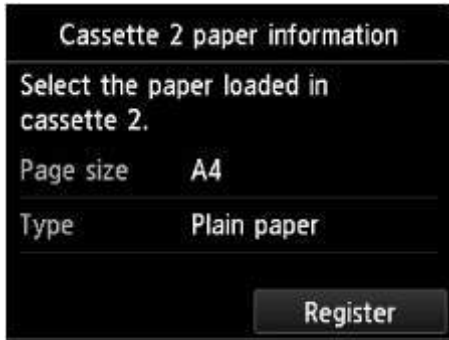 Cassette 2 paper information
Select the paper loaded in
cassette 2.
Page size A4
Type Plain paper
Register